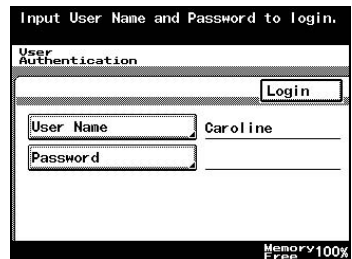 Input User Name and Password to login.
User
Authentication
Login
User Name Caroline
Password
Memory 100%
Free